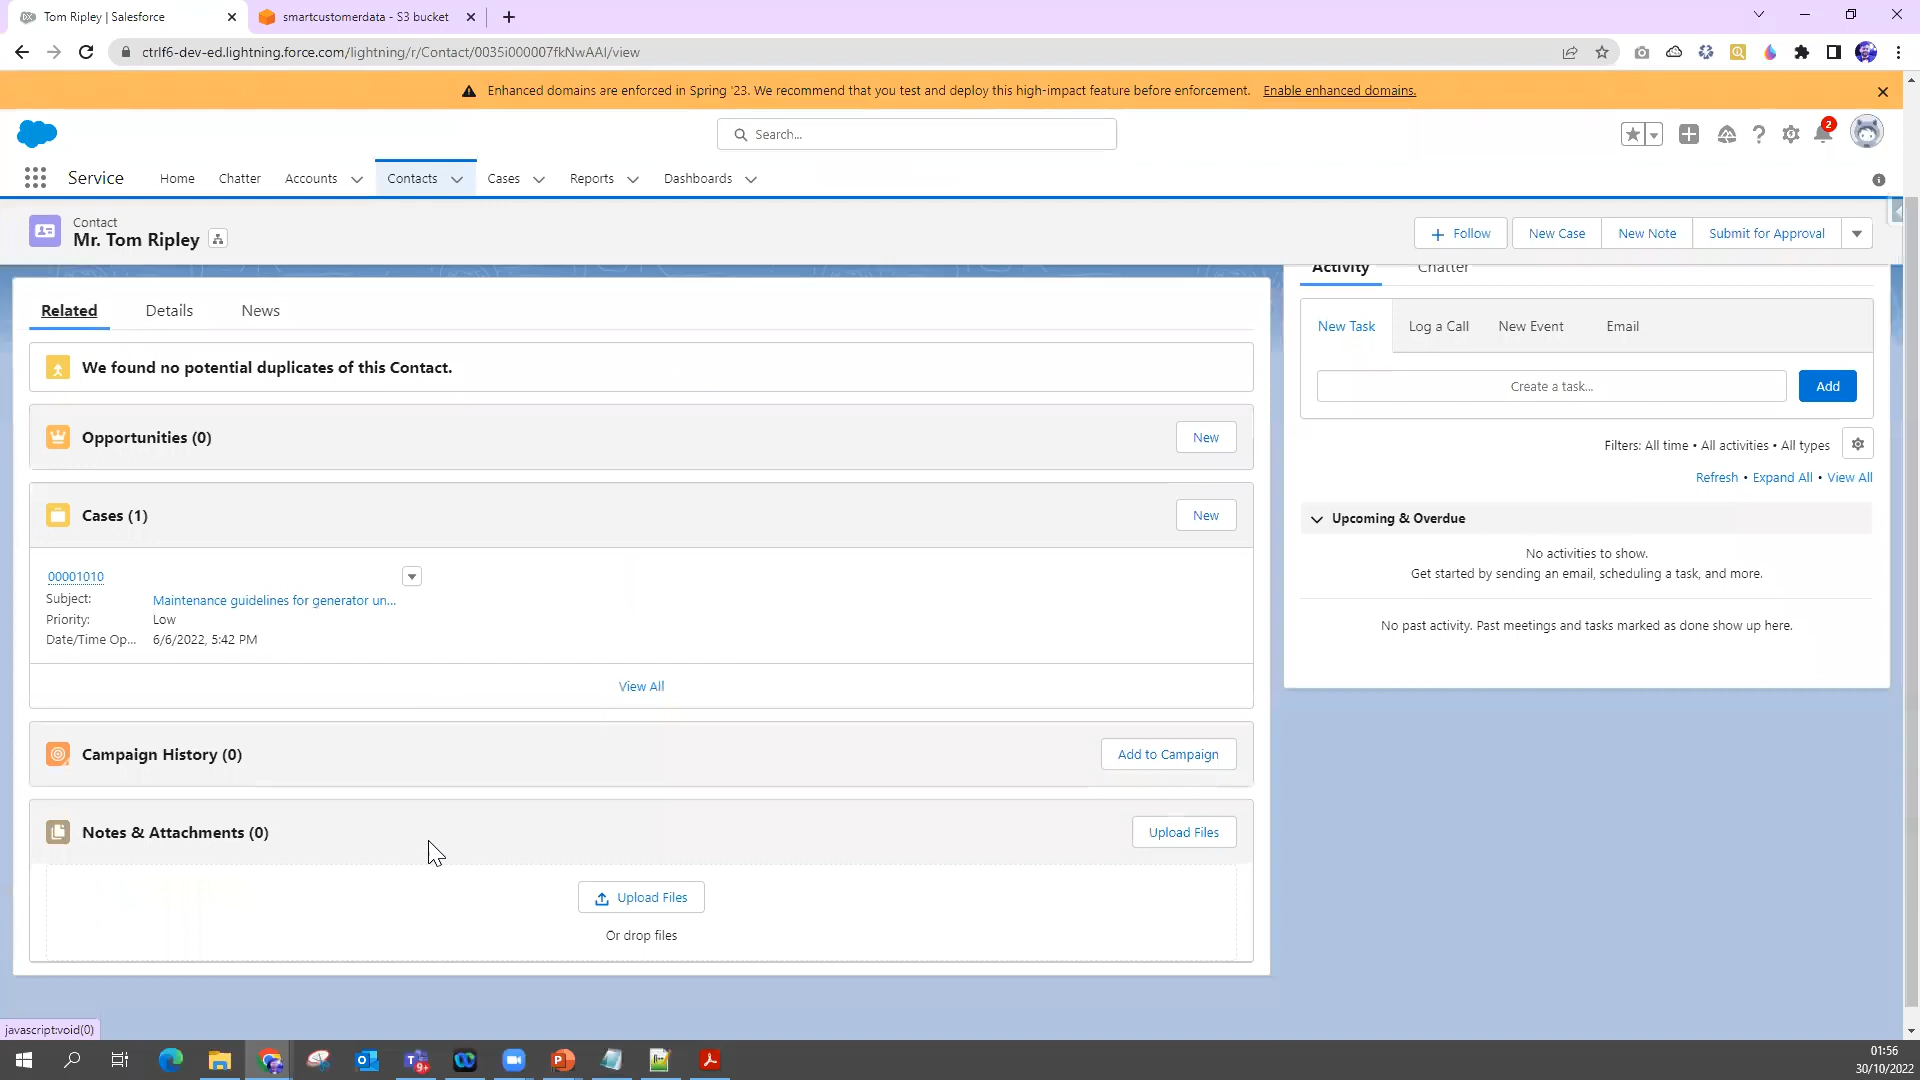 Tom Ripley | Salesforce
smartcustomerdata - S3 bucket
ctrlf6-dev-ed.lightning.force.com/lightning/r/Contact/0035i000007fkNwAAI/view
Enhanced domains are enforced in Spring '23. We recommend that you test and deploy this high-impact feature before enforcement. Enable enhanced domains.
Search...
2
Service Home Chatter Accounts Contacts Cases Reports Dashboards
Contact
Mr. Tom Ripley
Follow New Case New Note Submit for Approval
Related Details News
We found no potential duplicates of this Contact.
Opportunities (0) New
Cases (1) New
00001010
Subject: Maintenance guidelines for generator un...
Priority: Low
Date/Time Op... 6/6/2022, 5:42 PM
View All
Campaign History (0) Add to Campaign
Notes & Attachments (0) Upload Files
Upload Files
Or drop files
Activity Chatter
New Task Log a Call New Event Email
Create a task... Add
Filters: All time • All activities • All types
Refresh • Expand All • View All
Upcoming & Overdue
No activities to show.
Get started by sending an email, scheduling a task, and more.
No past activity. Past meetings and tasks marked as done show up here.
javascript:void(0)
9+
01:56
30/10/2022